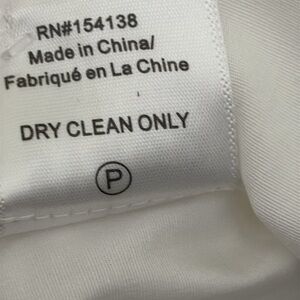 RN#154138
Made in China/
Fabriqué en La Chine
DRY CLEAN ONLY
P